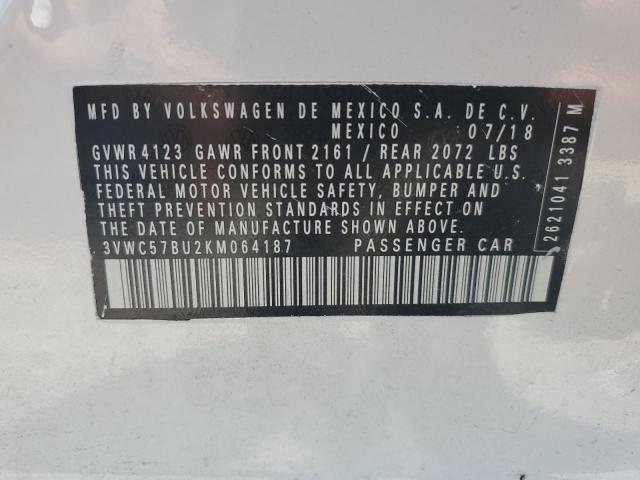 MFD BY VOLKSWAGEN DE MEXICO S.A. DE C.V.
MEXICO 07/18
GVWR 4123 GAWR FRONT 2161 / REAR 2072 LBS
THIS VEHICLE CONFORMS TO ALL APPLICABLE U.S.
FEDERAL MOTOR VEHICLE SAFETY, BUMPER AND
THEFT PREVENTION STANDARDS IN EFFECT ON
THE DATE OF MANUFACTURE SHOWN ABOVE.
3VWC57BU2KM064187 PASSENGER CAR
2621041 3387 M